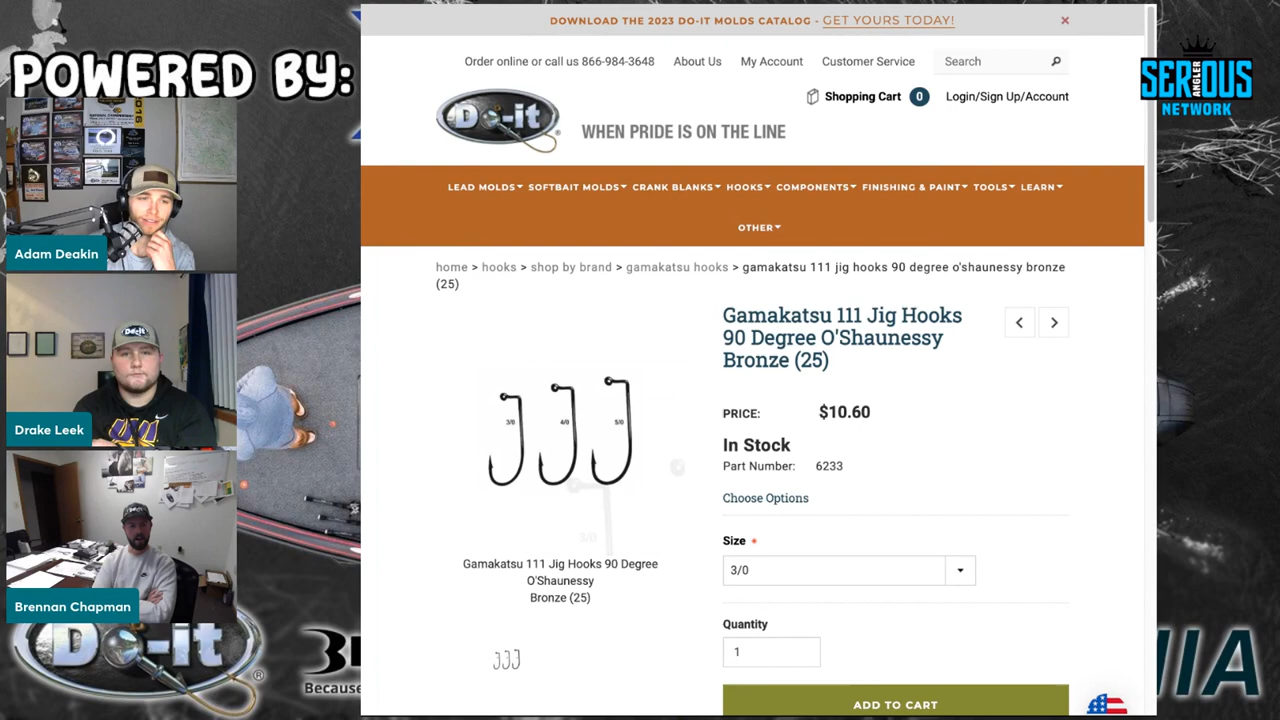 POWERED BY:
Adam Deakin
Drake Leek
Do-it
Brennan Chapman
Do-it
®
Because
DOWNLOAD THE 2023 DO-IT MOLDS CATALOG - GET YOURS TODAY! ×
Order online or call us 866-984-3648 About Us My Account Customer Service Search
Shopping Cart 0 Login/Sign Up/Account
Do-it
® WHEN PRIDE IS ON THE LINE
LEAD MOLDS SOFTBAIT MOLDS CRANK BLANKS HOOKS COMPONENTS FINISHING & PAINT TOOLS LEARN
OTHER
home > hooks > shop by brand > gamakatsu hooks > gamakatsu 111 jig hooks 90 degree o'shaunessy bronze
(25)
Gamakatsu 111 Jig Hooks
90 Degree O'Shaunessy
Bronze (25)
3/0 4/0 5/0
PRICE: $10.60
In Stock
Part Number: 6233
Choose Options
Size *
3/0
Gamakatsu 111 Jig Hooks 90 Degree
O'Shaunessy
Bronze (25)
Quantity
1
ADD TO CART
SERIOUS
ANGLER
NETWORK